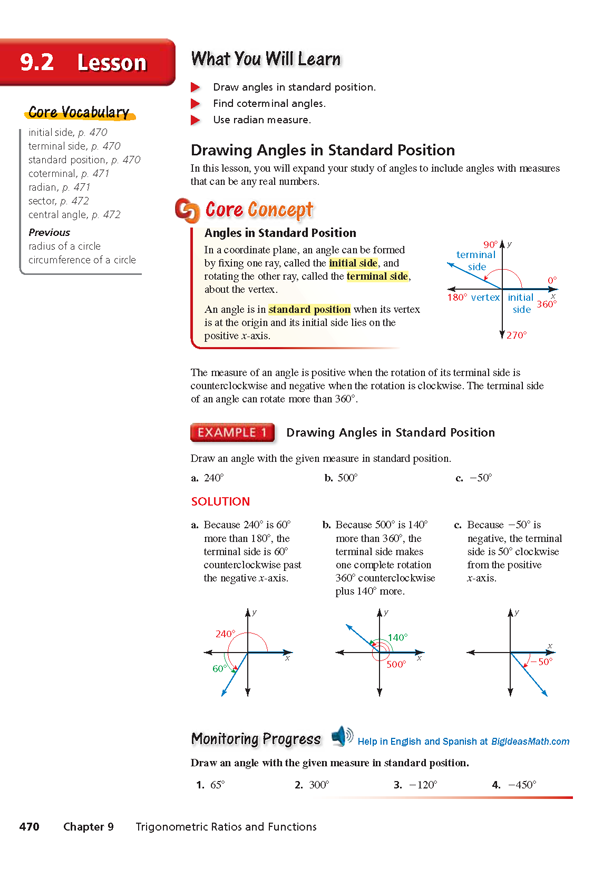 9.2 Lesson
What You Will Learn
Draw angles in standard position.
Find coterminal angles.
Use radian measure.
Core Vocabulary
initial side, p. 470
terminal side, p. 470
standard position, p. 470
coterminal, p. 471
radian, p. 471
sector, p. 472
central angle, p. 472
Previous
radius of a circle
circumference of a circle
Drawing Angles in Standard Position
In this lesson, you will expand your study of angles to include angles with measures
that can be any real numbers.
Core Concept
Angles in Standard Position
In a coordinate plane, an angle can be formed
by fixing one ray, called the initial side, and
rotating the other ray, called the terminal side,
about the vertex.
An angle is in standard position when its vertex
is at the origin and its initial side lies on the
positive x-axis.
90° y
terminal
side
0°
180° vertex initial x
side 360°
270°
The measure of an angle is positive when the rotation of its terminal side is
counterclockwise and negative when the rotation is clockwise. The terminal side
of an angle can rotate more than 360°.
EXAMPLE 1 Drawing Angles in Standard Position
Draw an angle with the given measure in standard position.
a. 240° b. 500° c. −50°
SOLUTION
a. Because 240° is 60°
more than 180°, the
terminal side is 60°
counterclockwise past
the negative x-axis.
b. Because 500° is 140°
more than 360°, the
terminal side makes
one complete rotation
360° counterclockwise
plus 140° more.
c. Because −50° is
negative, the terminal
side is 50° clockwise
from the positive
x-axis.
y
240°
x
60°
y
140°
x
500°
y
x
−50°
Monitoring Progress Help in English and Spanish at BigIdeasMath.com
Draw an angle with the given measure in standard position.
1. 65° 2. 300° 3. −120° 4. −450°
470 Chapter 9 Trigonometric Ratios and Functions